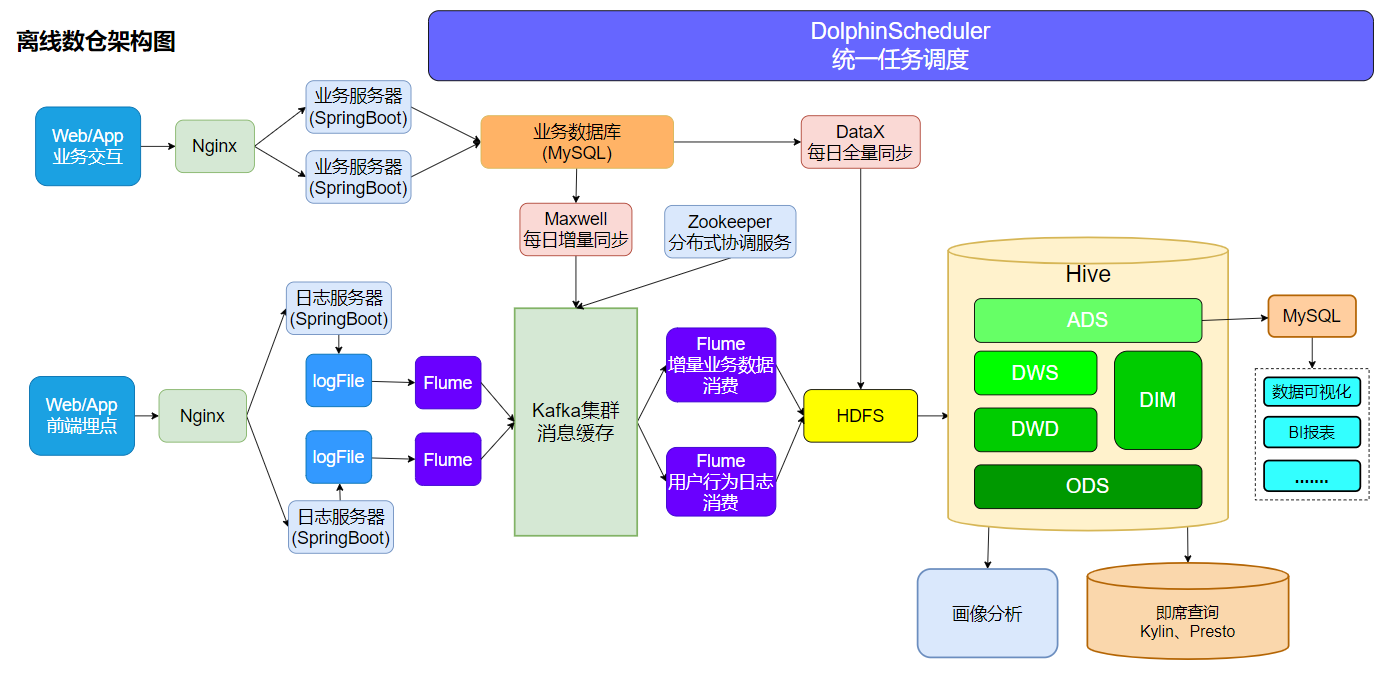 离线数仓架构图
DolphinScheduler
统一任务调度
Web/App
业务交互
Nginx
业务服务器
(SpringBoot)
业务服务器
(SpringBoot)
业务数据库
(MySQL)
DataX
每日全量同步
Maxwell
每日增量同步
Zookeeper
分布式协调服务
Web/App
前端埋点
Nginx
日志服务器
(SpringBoot)
logFile
Flume
logFile
Flume
日志服务器
(SpringBoot)
Kafka集群
消息缓存
Flume
增量业务数据
消费
Flume
用户行为日志
消费
HDFS
Hive
ADS
DWS
DWD
DIM
ODS
MySQL
数据可视化
BI报表
.......
画像分析
即席查询
Kylin、Presto